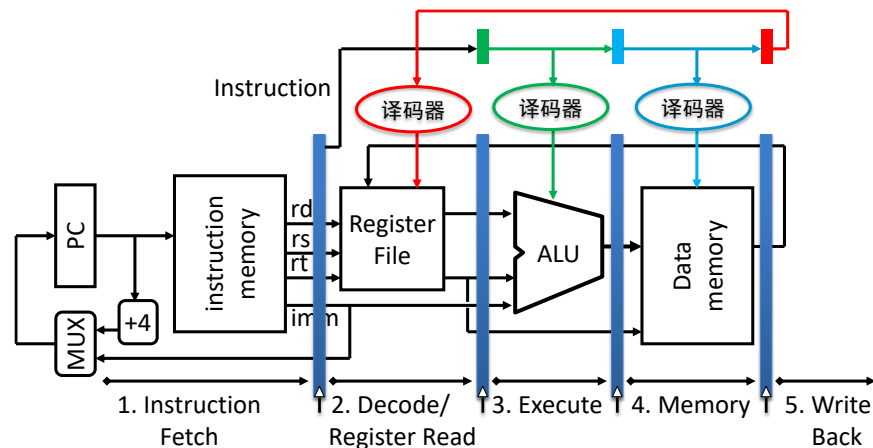 Instruction
译码器
译码器
译码器
PC
instruction
memory
rd
rs
rt
imm
Register
File
ALU
Data
memory
+4
MUX
1. Instruction
Fetch
2. Decode/
Register Read
3. Execute
4. Memory
5. Write
Back